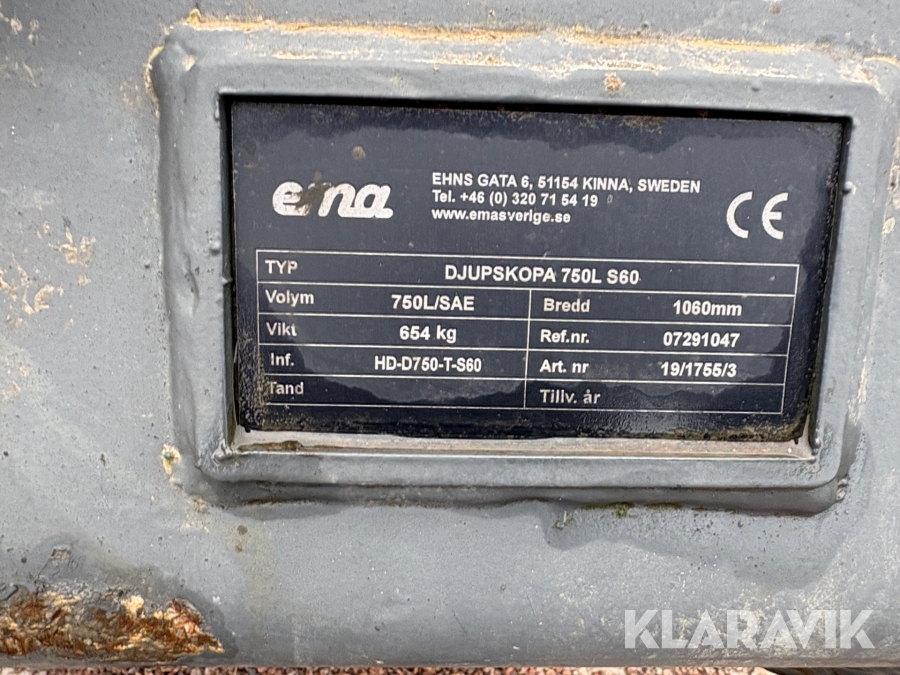 ema
EHNS GATA 6, 51154 KINNA, SWEDEN
Tel. +46 (0) 320 71 54 19
www.emasverige.se
CE
TYP DJUPSKOPA 750L S60
Volym 750L/SAE Bredd 1060mm
Vikt 654 kg Ref.nr. 07291047
Inf. HD-D750-T-S60 Art. nr 19/1755/3
Tand Tillv. år
KLARAVIK